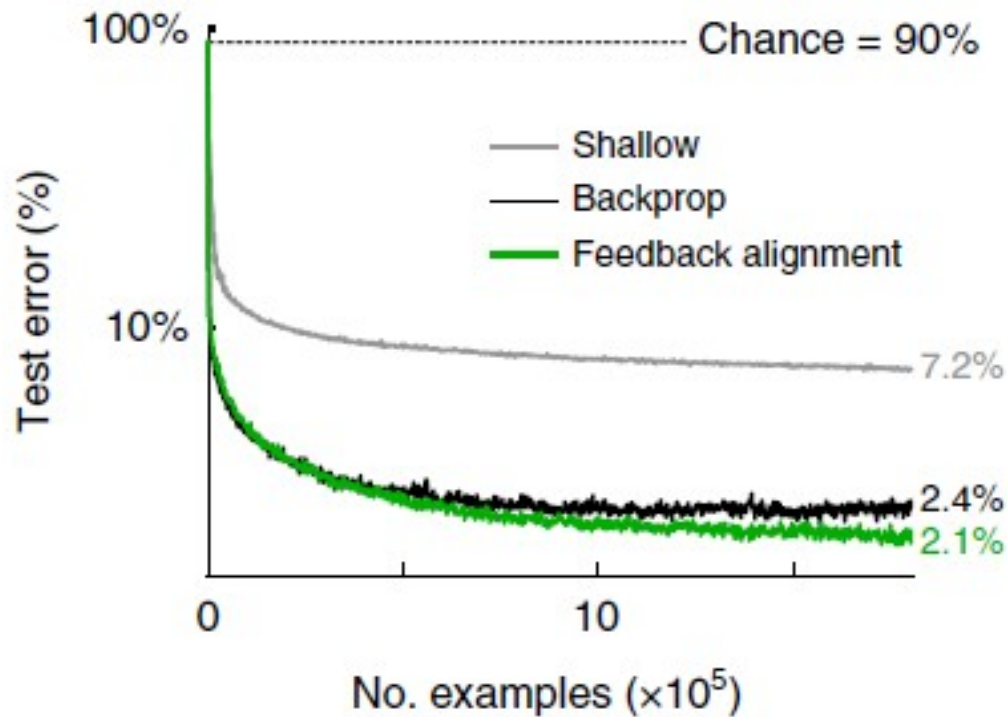 100%
Chance = 90%
Shallow
Backprop
Feedback alignment
Test error (%)
10%
7.2%
2.4%
2.1%
0
10
No. examples (×10⁵)